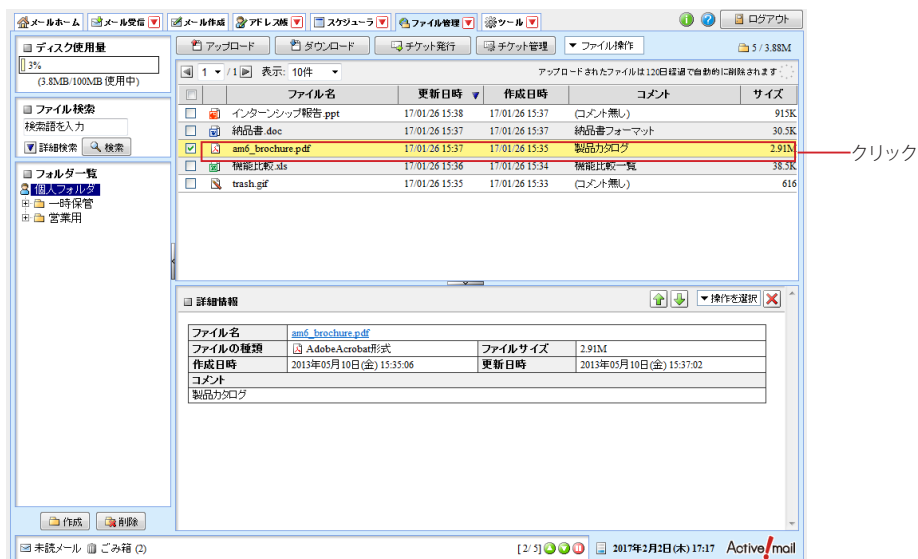 メールホーム メール受信 メール作成 アドレス帳 スケジューラ ファイル管理 ツール ログアウト
ディスク使用量
3%
(3.8MB/100MB 使用中)
ファイル検索
検索語を入力
詳細検索 検索
フォルダ一覧
個人フォルダ
一時保管
営業用
作成 削除
アップロード ダウンロード チケット発行 チケット管理 ▼ ファイル操作 5 / 3.88M
1 / 1 表示: 10件 アップロードされたファイルは120日経過で自動的に削除されます
ファイル名 更新日時 作成日時 コメント サイズ
インターンシップ報告.ppt 17/01/26 15:38 17/01/26 15:37 (コメント無し) 915K
納品書.doc 17/01/26 15:37 17/01/26 15:37 納品書フォーマット 30.5K
am6_brochure.pdf 17/01/26 15:37 17/01/26 15:35 製品カタログ 2.91M
機能比較.xls 17/01/26 15:36 17/01/26 15:34 機能比較一覧 38.5K
trash.gif 17/01/26 15:35 17/01/26 15:33 (コメント無し) 616
クリック
詳細情報 ▼操作を選択
ファイル名 am6_brochure.pdf
ファイルの種類 AdobeAcrobat形式 ファイルサイズ 2.91M
作成日時 2013年05月10日(金) 15:35:06 更新日時 2013年05月10日(金) 15:37:02
コメント
製品カタログ
未読メール ごみ箱 (2) [2/5] 2017年2月2日(木) 17:17 Active!mail